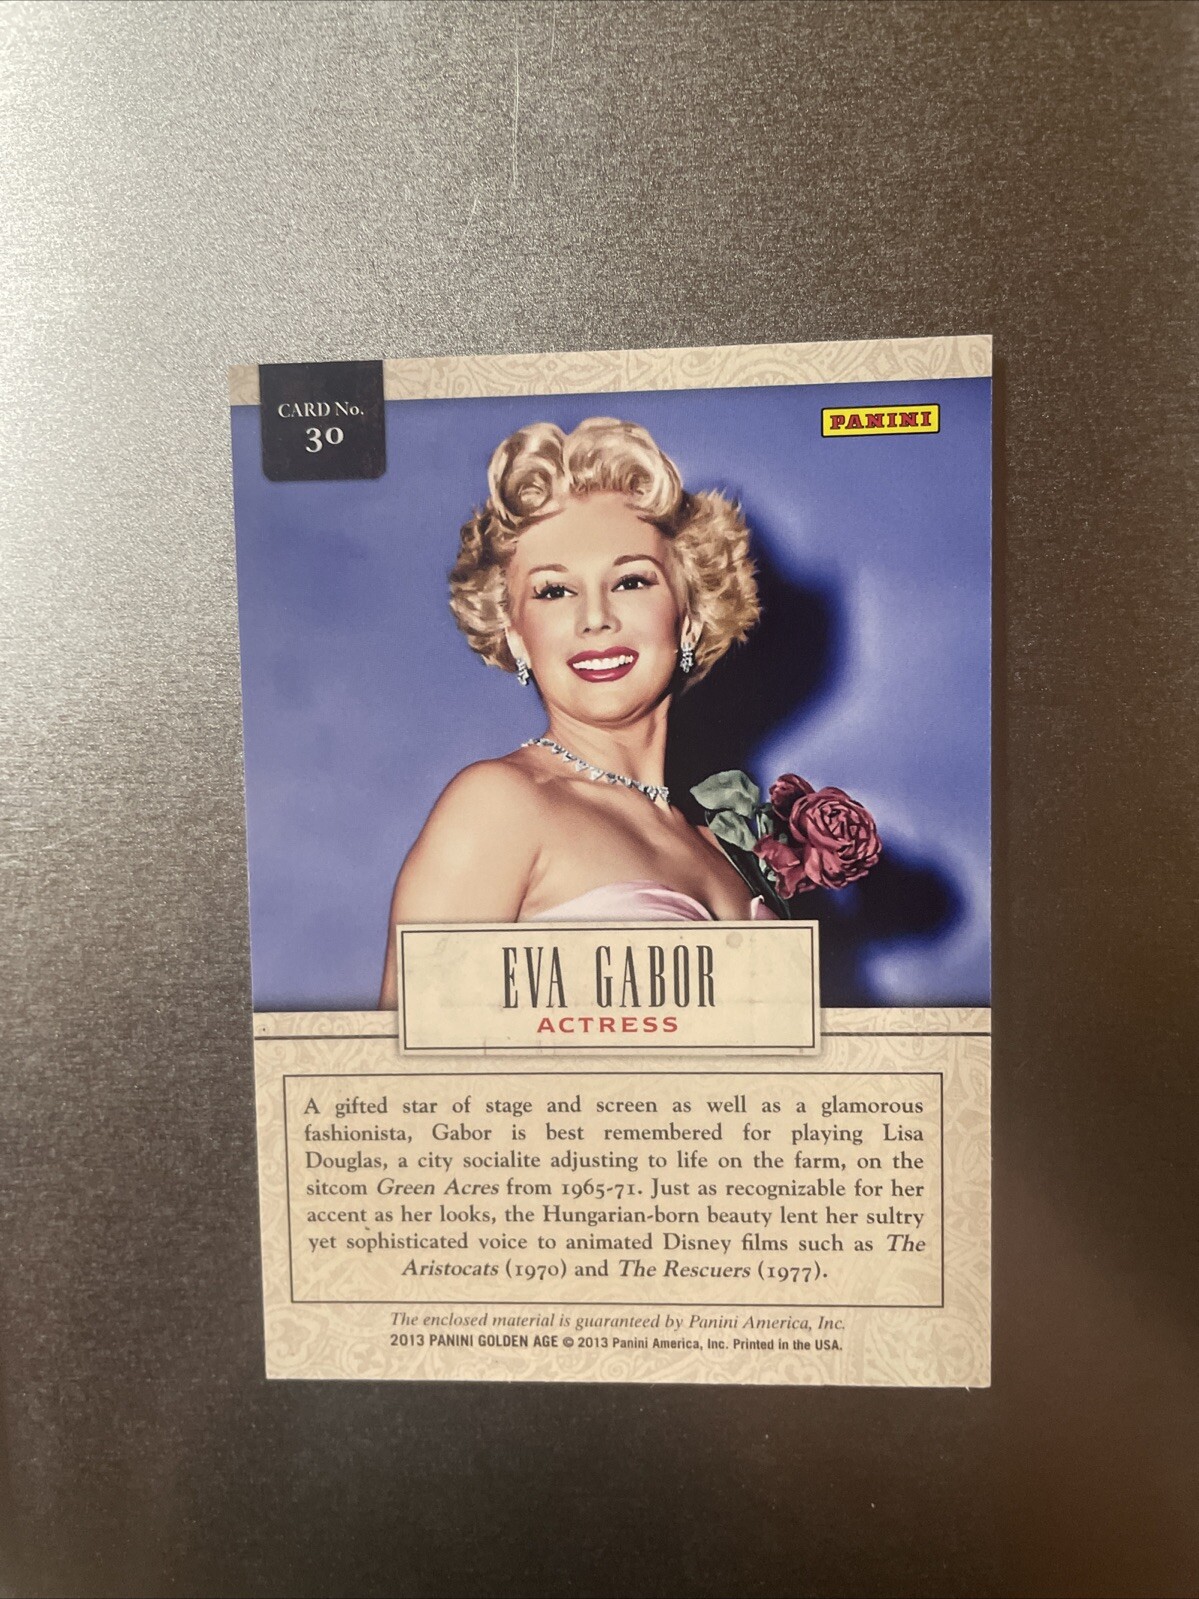 CARD No.
30
PANINI
EVA GABOR
ACTRESS
A gifted star of stage and screen as well as a glamorous
fashionista, Gabor is best remembered for playing Lisa
Douglas, a city socialite adjusting to life on the farm, on the
sitcom Green Acres from 1965-71. Just as recognizable for her
accent as her looks, the Hungarian-born beauty lent her sultry
yet sophisticated voice to animated Disney films such as The
Aristocats (1970) and The Rescuers (1977).
The enclosed material is guaranteed by Panini America, Inc.
2013 PANINI GOLDEN AGE © 2013 Panini America, Inc. Printed in the USA.